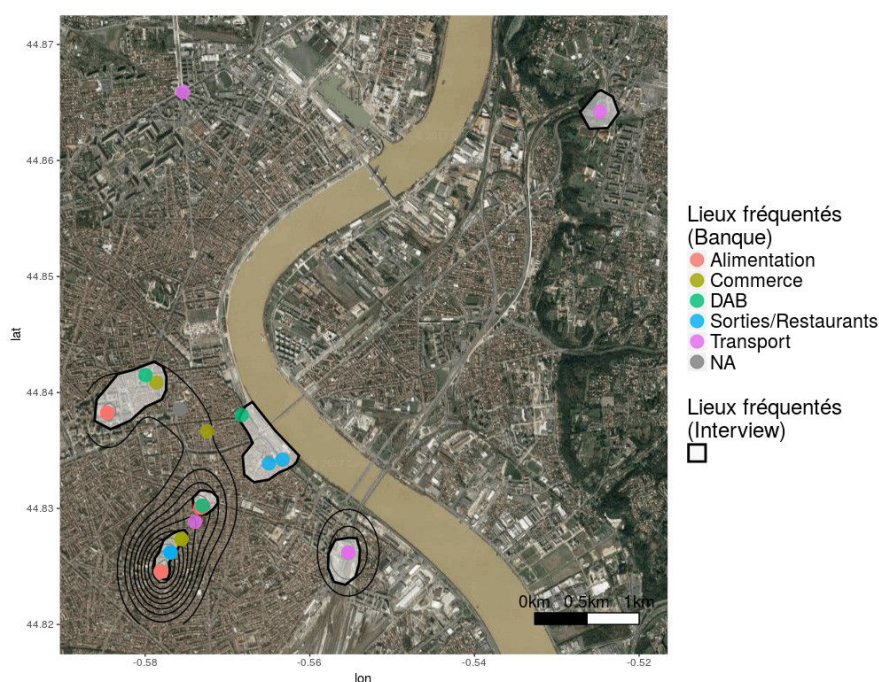 44.87
44.86
44.85
44.84
44.83
44.82
lat
-0.58
-0.56
-0.54
-0.52
lon
0km 0.5km 1km
Lieux fréquentés
(Banque)
Alimentation
Commerce
DAB
Sorties/Restaurants
Transport
NA
Lieux fréquentés
(Interview)